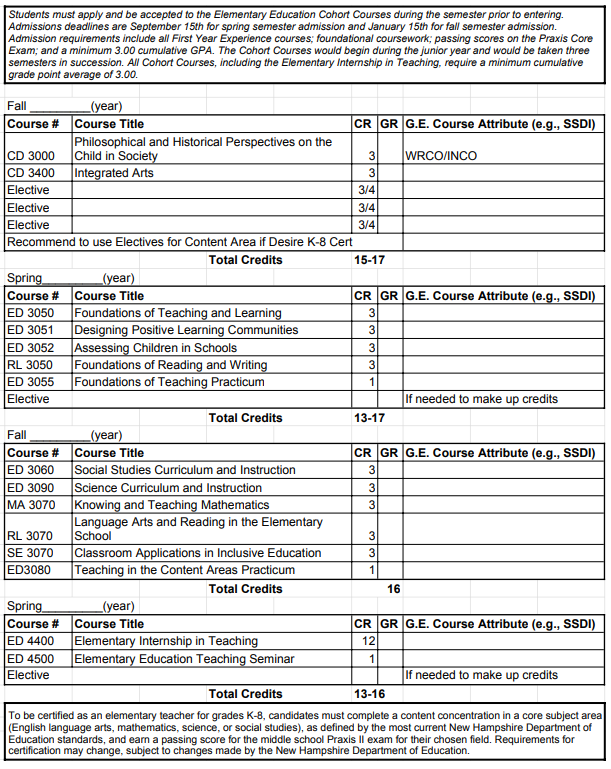 Students must apply and be accepted to the Elementary Education Cohort Courses during the semester prior to entering.
Admissions deadlines are September 15th for spring semester admission and January 15th for fall semester admission.
Admission requirements include all First Year Experience courses; foundational coursework; passing scores on the Praxis Core
Exam; and a minimum 3.00 cumulative GPA. The Cohort Courses would begin during the junior year and would be taken three
semesters in succession. All Cohort Courses, including the Elementary Internship in Teaching, require a minimum cumulative
grade point average of 3.00.
Fall _________(year)
Course # Course Title CR GR G.E. Course Attribute (e.g., SSDI)
Philosophical and Historical Perspectives on the
CD 3000 Child in Society 3 WRCO/INCO
CD 3400 Integrated Arts 3
Elective 3/4
Elective 3/4
Elective 3/4
Recommend to use Electives for Content Area if Desire K-8 Cert
Total Credits 15-17
Spring_________(year)
Course # Course Title CR GR G.E. Course Attribute (e.g., SSDI)
ED 3050 Foundations of Teaching and Learning 3
ED 3051 Designing Positive Learning Communities 3
ED 3052 Assessing Children in Schools 3
RL 3050 Foundations of Reading and Writing 3
ED 3055 Foundations of Teaching Practicum 1
Elective If needed to make up credits
Total Credits 13-17
Fall _________(year)
Course # Course Title CR GR G.E. Course Attribute (e.g., SSDI)
ED 3060 Social Studies Curriculum and Instruction 3
ED 3090 Science Curriculum and Instruction 3
MA 3070 Knowing and Teaching Mathematics 3
Language Arts and Reading in the Elementary
RL 3070 School 3
SE 3070 Classroom Applications in Inclusive Education 3
ED3080 Teaching in the Content Areas Practicum 1
Total Credits 16
Spring_________(year)
Course # Course Title CR GR G.E. Course Attribute (e.g., SSDI)
ED 4400 Elementary Internship in Teaching 12
ED 4500 Elementary Education Teaching Seminar 1
Elective If needed to make up credits
Total Credits 13-16
To be certified as an elementary teacher for grades K-8, candidates must complete a content concentration in a core subject area
(English language arts, mathematics, science, or social studies), as defined by the most current New Hampshire Department of
Education standards, and earn a passing score for the middle school Praxis II exam for their chosen field. Requirements for
certification may change, subject to changes made by the New Hampshire Department of Education.